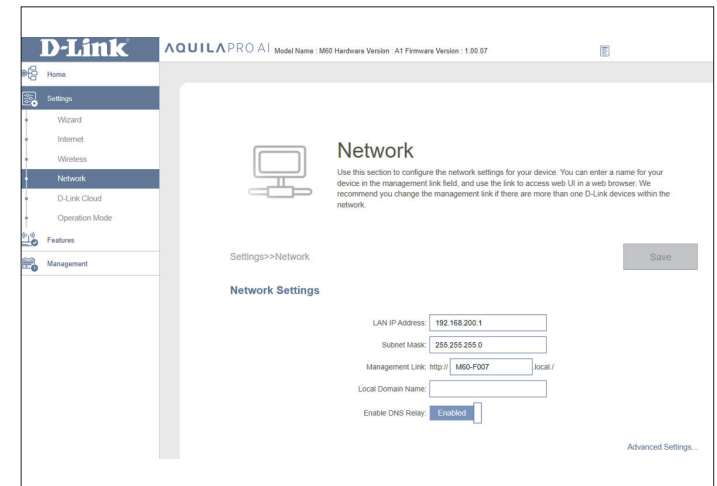 D-Link
AQUILA PRO AI Model Name : M60 Hardware Version : A1 Firmware Version : 1.00.07
Home
Settings
Wizard
Internet
Wireless
Network
D-Link Cloud
Operation Mode
Features
Management
Network
Use this section to configure the network settings for your device. You can enter a name for your
device in the management link field, and use the link to access web UI in a web browser. We
recommend you change the management link if there are more than one D-Link devices within the
network.
Settings>>Network
Save
Network Settings
LAN IP Address: 192.168.200.1
Subnet Mask: 255.255.255.0
Management Link: http:// M60-F007 .local./
Local Domain Name:
Enable DNS Relay: Enabled
Advanced Settings...